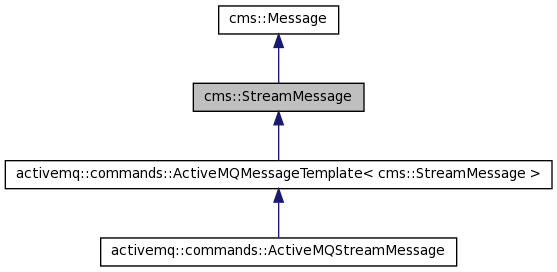 cms::Message
cms::StreamMessage
activemq::commands::ActiveMQMessageTemplate< cms::StreamMessage >
activemq::commands::ActiveMQStreamMessage